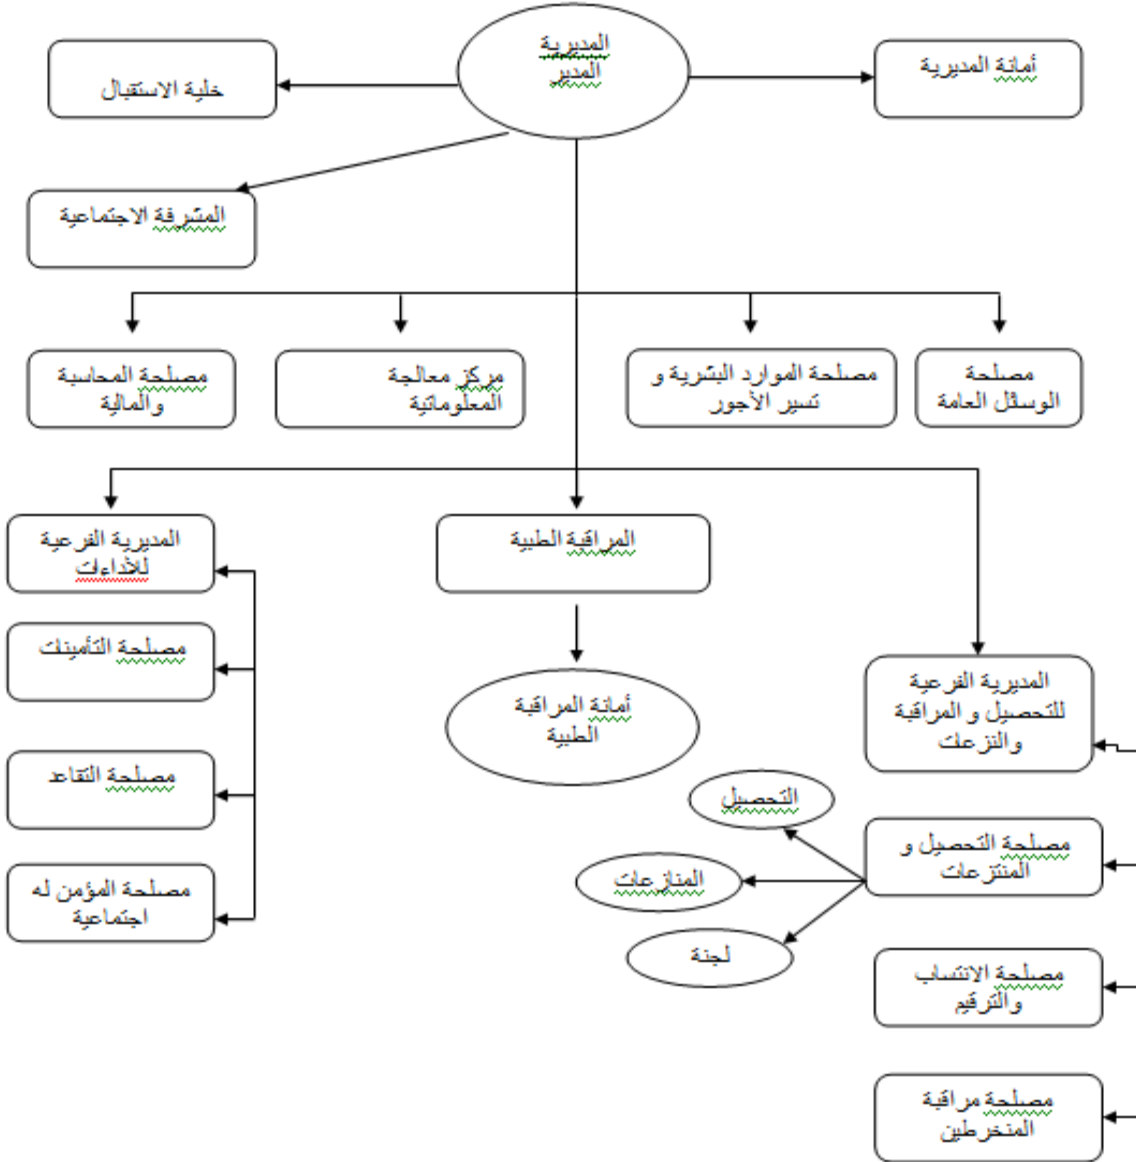 المديرية
المدير
أمانة المديرية
خلية الاستقبال
المشرفة الاجتماعية
مصلحة
الوسائل العامة
مصلحة الموارد البشرية و
تسير الأجور
مركز معالجة
المعلوماتية
مصلحة المحاسبة
والمالية
المديرية الفرعية
للأداءات
المراقبة الطبية
مصلحة التأمينات
المديرية الفرعية
للتحصيل و المراقبة
والنزعات
أمانة المراقبة
الطبية
مصلحة التقاعد
التحصيل
مصلحة التحصيل و
المنتزعات
المنازعات
مصلحة المؤمن له
اجتماعية
لجنة
مصلحة الانتساب
والترقيم
مصلحة مراقبة
المنخرطين